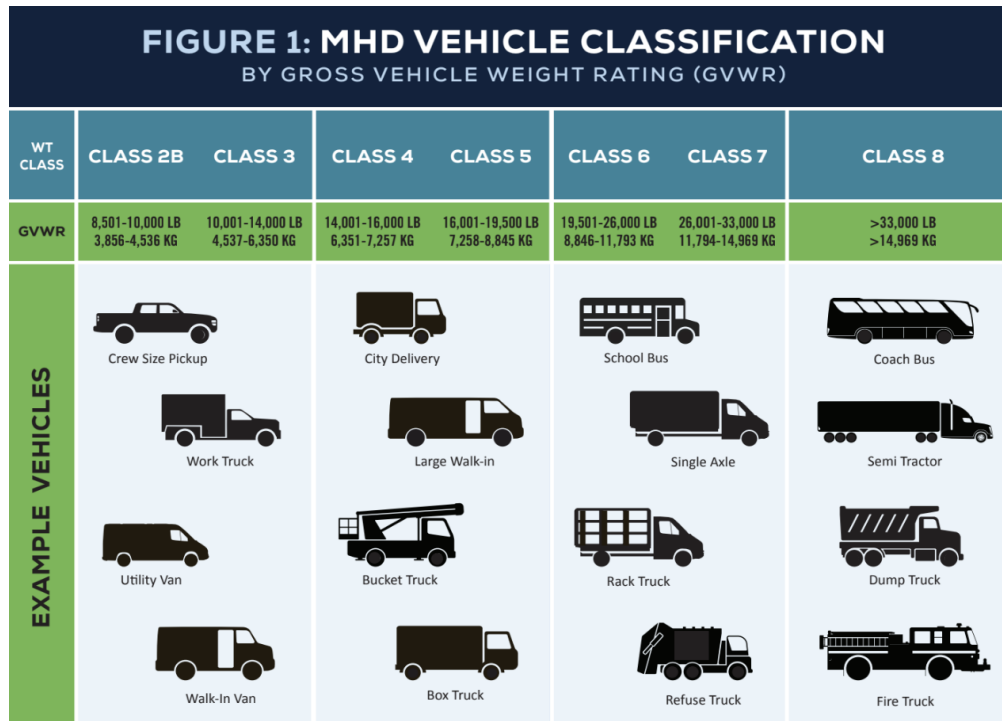 FIGURE 1: MHD VEHICLE CLASSIFICATION
BY GROSS VEHICLE WEIGHT RATING (GVWR)
WT
CLASS
CLASS 2B
CLASS 3
CLASS 4
CLASS 5
CLASS 6
CLASS 7
CLASS 8
GVWR
8,501-10,000 LB
3,856-4,536 KG
10,001-14,000 LB
4,537-6,350 KG
14,001-16,000 LB
6,351-7,257 KG
16,001-19,500 LB
7,258-8,845 KG
19,501-26,000 LB
8,846-11,793 KG
26,001-33,000 LB
11,794-14,969 KG
>33,000 LB
>14,969 KG
EXAMPLE VEHICLES
Crew Size Pickup
City Delivery
School Bus
Coach Bus
Work Truck
Large Walk-in
Single Axle
Semi Tractor
Utility Van
Bucket Truck
Rack Truck
Dump Truck
Walk-In Van
Box Truck
Refuse Truck
Fire Truck